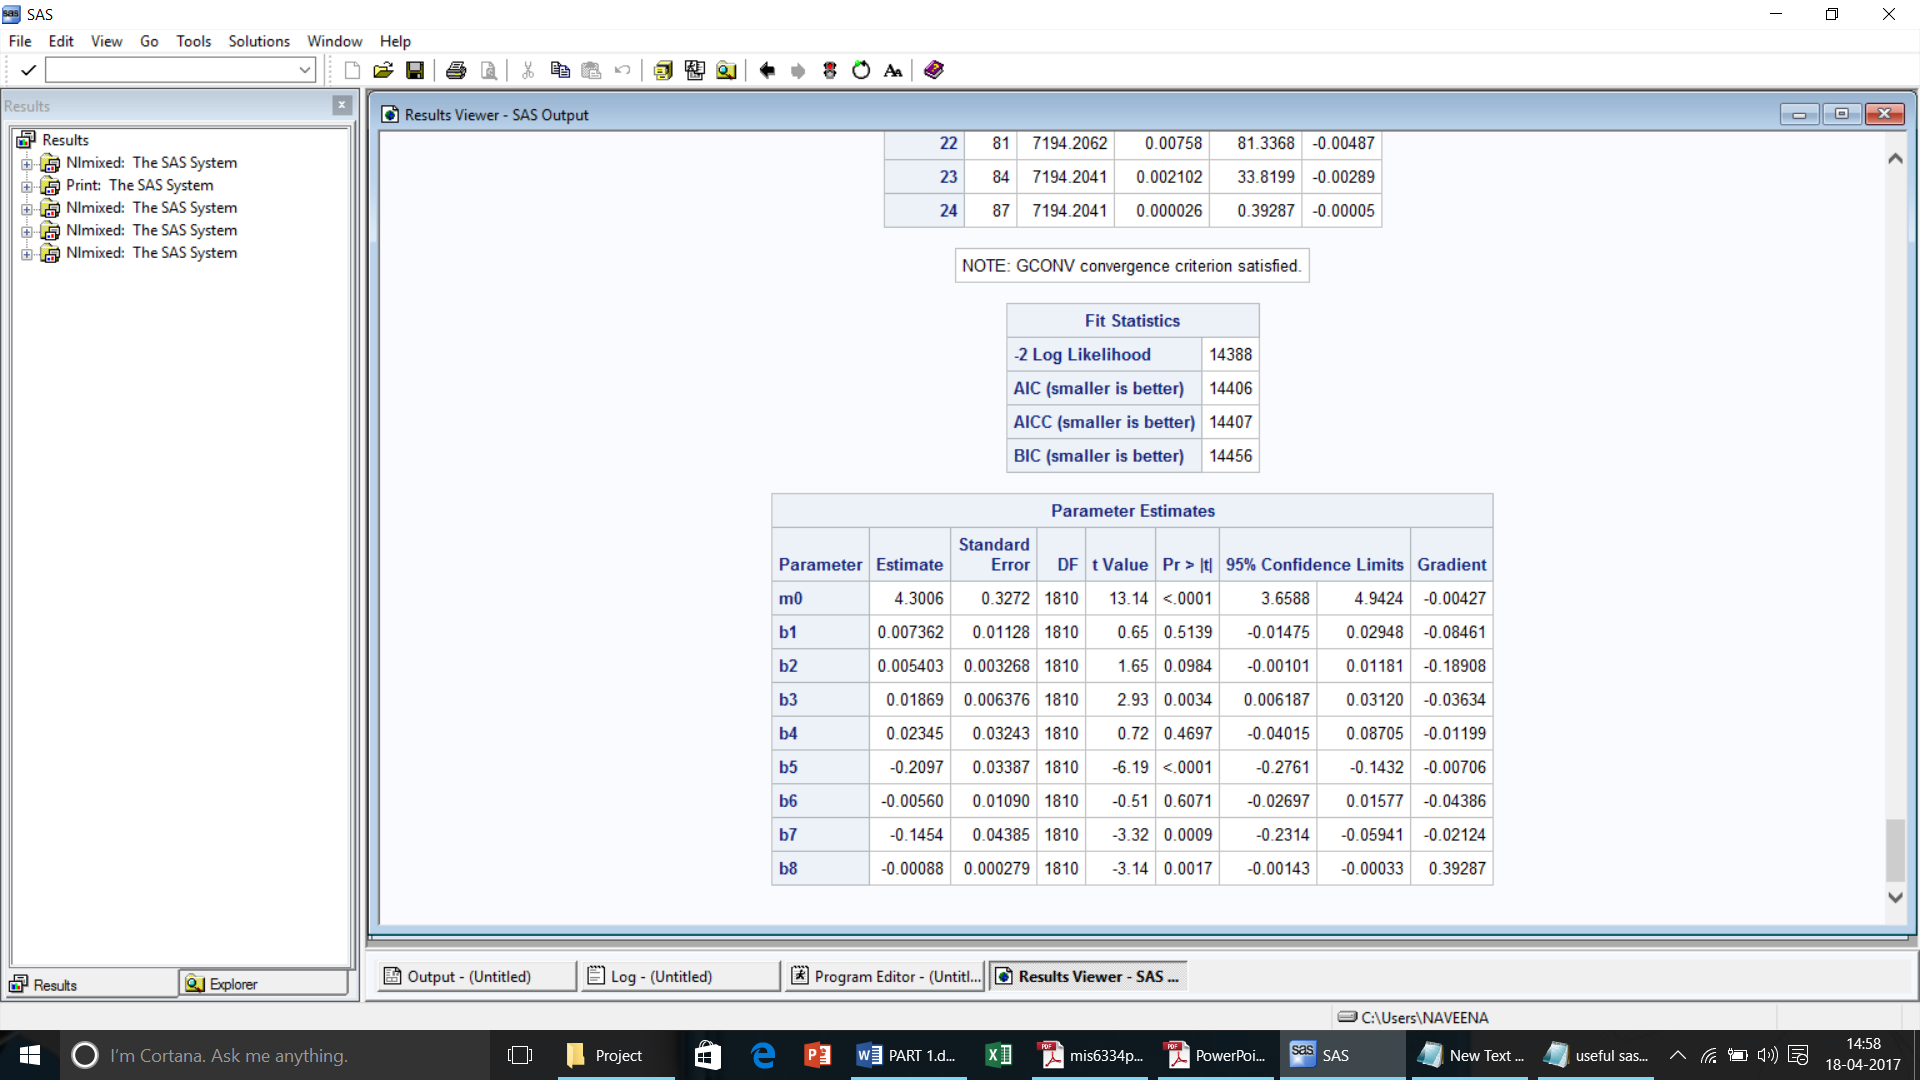 SAS
File Edit View Go Tools Solutions Window Help
Results
Results
NImixed: The SAS System
Print: The SAS System
NImixed: The SAS System
NImixed: The SAS System
NImixed: The SAS System
Results Explorer
Results Viewer - SAS Output
22 81 7194.2062 0.00758 81.3368 -0.00487
23 84 7194.2041 0.002102 33.8199 -0.00289
24 87 7194.2041 0.000026 0.39287 -0.00005
NOTE: GCONV convergence criterion satisfied.
Fit Statistics
-2 Log Likelihood 14388
AIC (smaller is better) 14406
AICC (smaller is better) 14407
BIC (smaller is better) 14456
Parameter Estimates
Parameter Estimate Standard Error DF t Value Pr > |t| 95% Confidence Limits Gradient
m0 4.3006 0.3272 1810 13.14 <.0001 3.6588 4.9424 -0.00427
b1 0.007362 0.01128 1810 0.65 0.5139 -0.01475 0.02948 -0.08461
b2 0.005403 0.003268 1810 1.65 0.0984 -0.00101 0.01181 -0.18908
b3 0.01869 0.006376 1810 2.93 0.0034 0.006187 0.03120 -0.03634
b4 0.02345 0.03243 1810 0.72 0.4697 -0.04015 0.08705 -0.01199
b5 -0.2097 0.03387 1810 -6.19 <.0001 -0.2761 -0.1432 -0.00706
b6 -0.00560 0.01090 1810 -0.51 0.6071 -0.02697 0.01577 -0.04386
b7 -0.1454 0.04385 1810 -3.32 0.0009 -0.2314 -0.05941 -0.02124
b8 -0.00088 0.000279 1810 -3.14 0.0017 -0.00143 -0.00033 0.39287
Output - (Untitled) Log - (Untitled) Program Editor - (Untitl... Results Viewer - SAS ...
C:\Users\NAVEENA
I'm Cortana. Ask me anything. Project PART 1.d... mis6334p... PowerPoi... SAS New Text ... useful sas... 14:58
18-04-2017